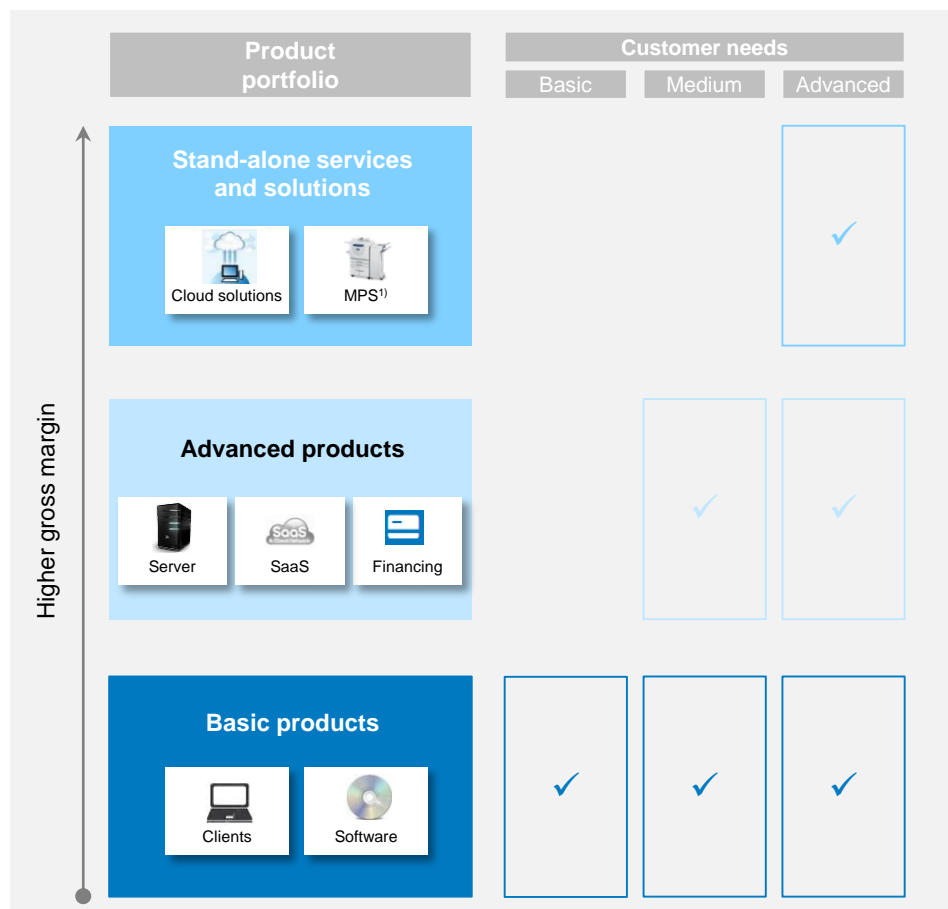 Product
portfolio
Customer needs
Basic
Medium
Advanced
Higher gross margin
Stand-alone services
and solutions
Cloud solutions
MPS¹⁾
✓
Advanced products
Server
SaaS
SaaS
Financing
✓
✓
Basic products
Clients
Software
✓
✓
✓